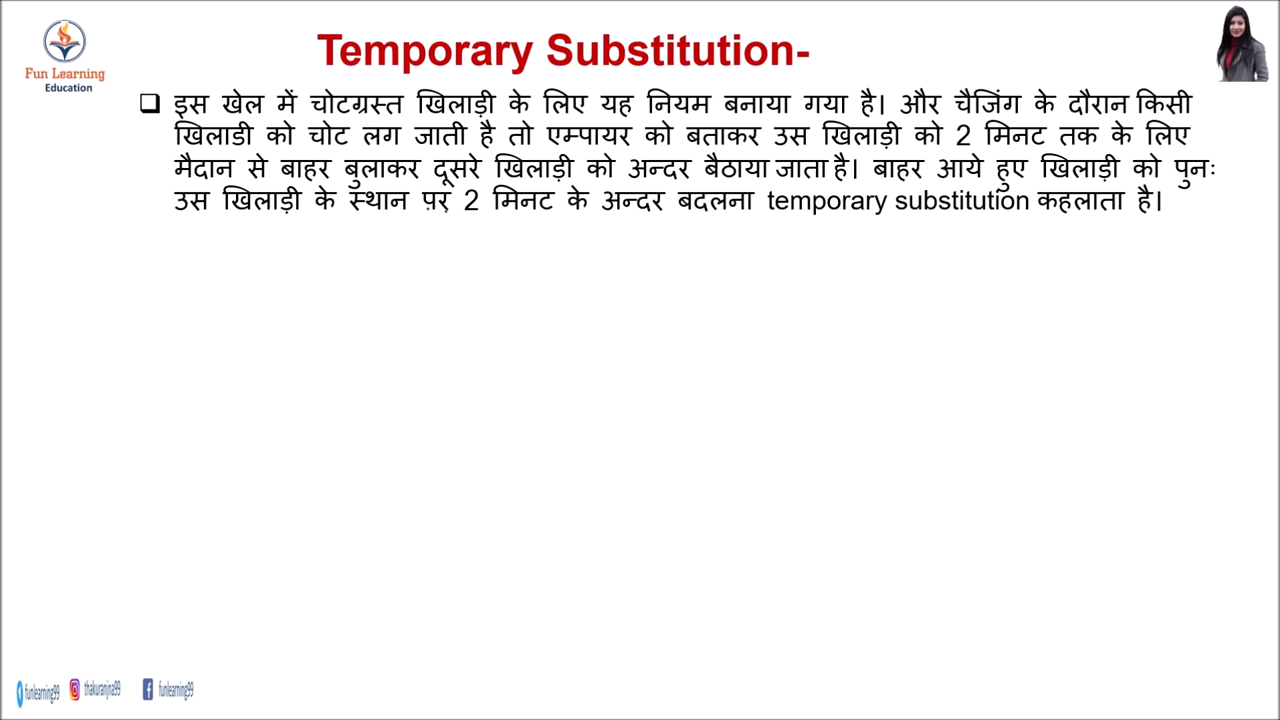 Temporary Substitution-
Fun Learning
Education
इस खेल में चोटग्रस्त खिलाड़ी के लिए यह नियम बनाया गया है। और चैजिंग के दौरान किसी
खिलाडी को चोट लग जाती है तो एम्पायर को बताकर उस खिलाड़ी को 2 मिनट तक के लिए
मैदान से बाहर बुलाकर दूसरे खिलाड़ी को अन्दर बैठाया जाता है। बाहर आये हुए खिलाड़ी को पुनः
उस खिलाड़ी के स्थान पर 2 मिनट के अन्दर बदलना temporary substitution कहलाता है।
funlearning99 thakuranjna99 funlearning99